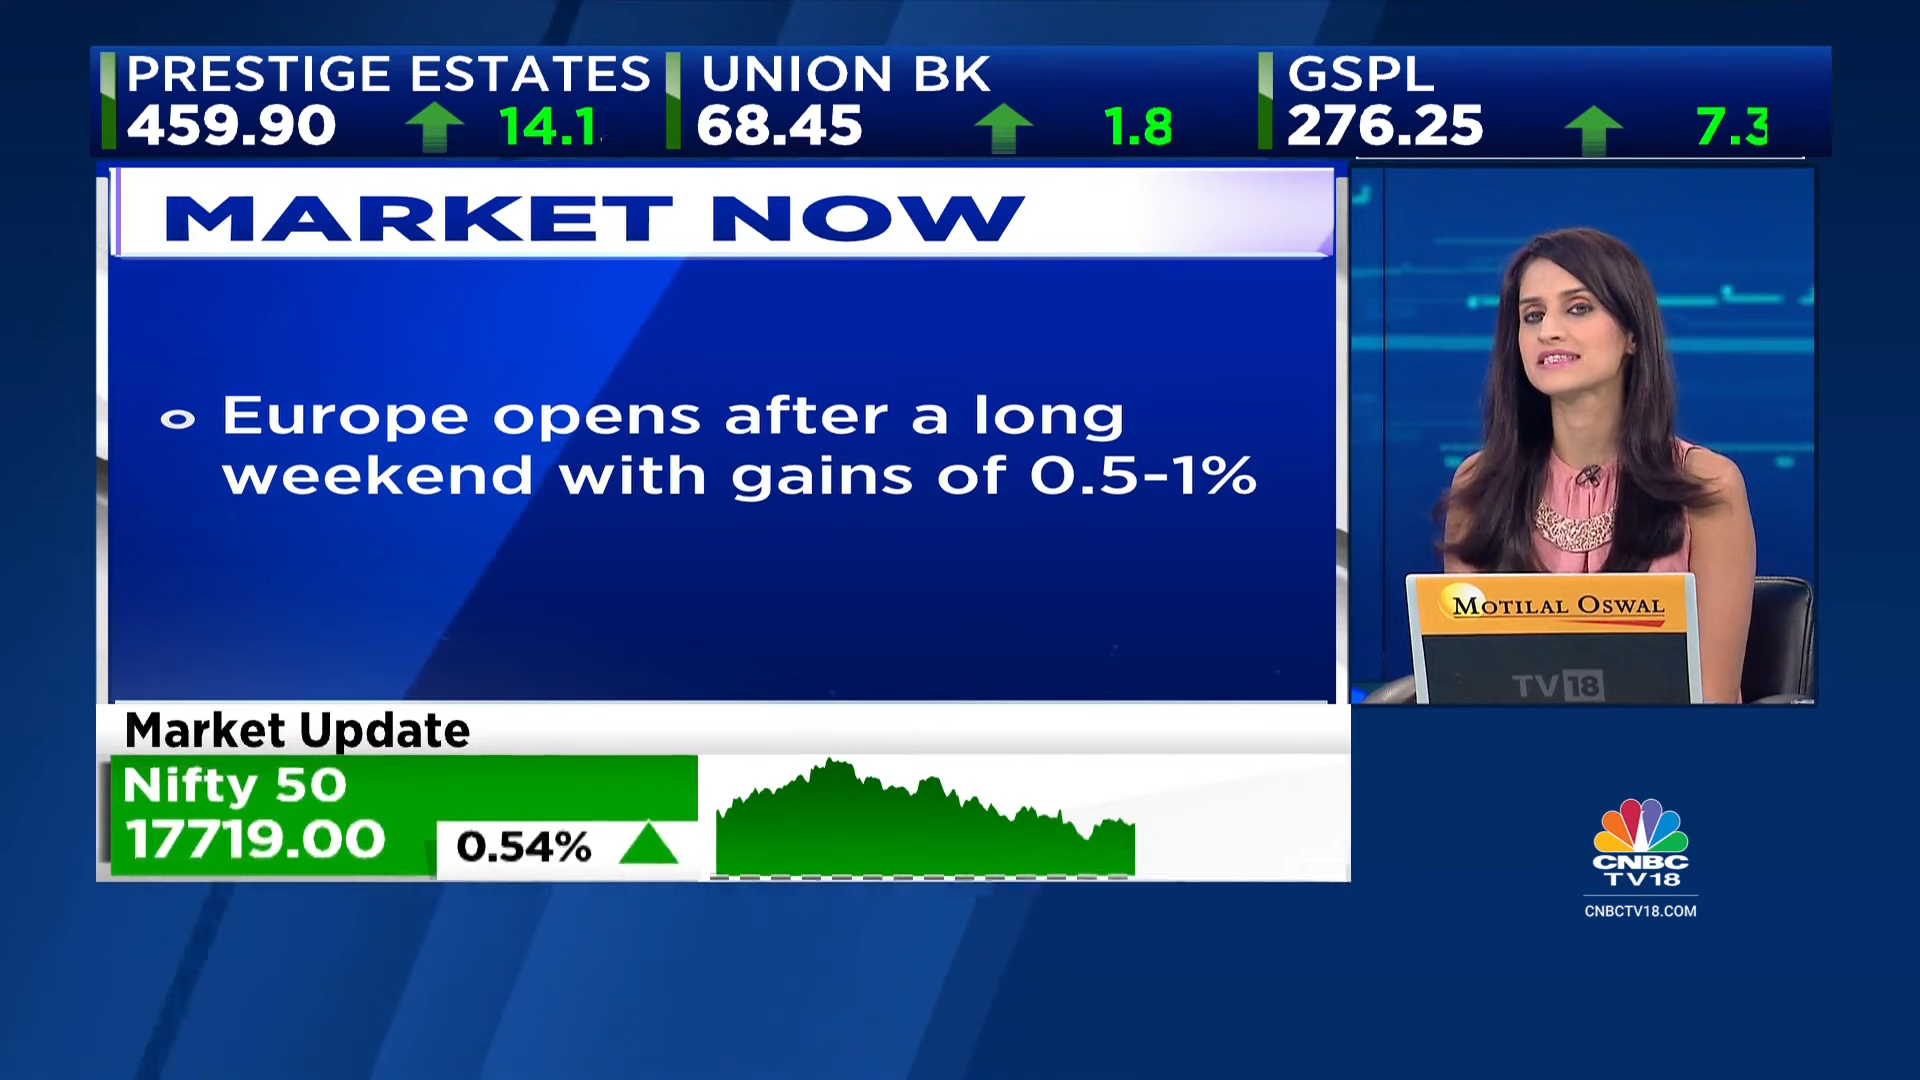 PRESTIGE ESTATES
459.90 14.1
UNION BK
68.45 1.8
GSPL
276.25 7.3
MARKET NOW
Europe opens after a long
weekend with gains of 0.5-1%
MOTILAL OSWAL
TV18
Market Update
Nifty 50
17719.00 0.54%
CNBC
TV18
CNBCTV18.COM